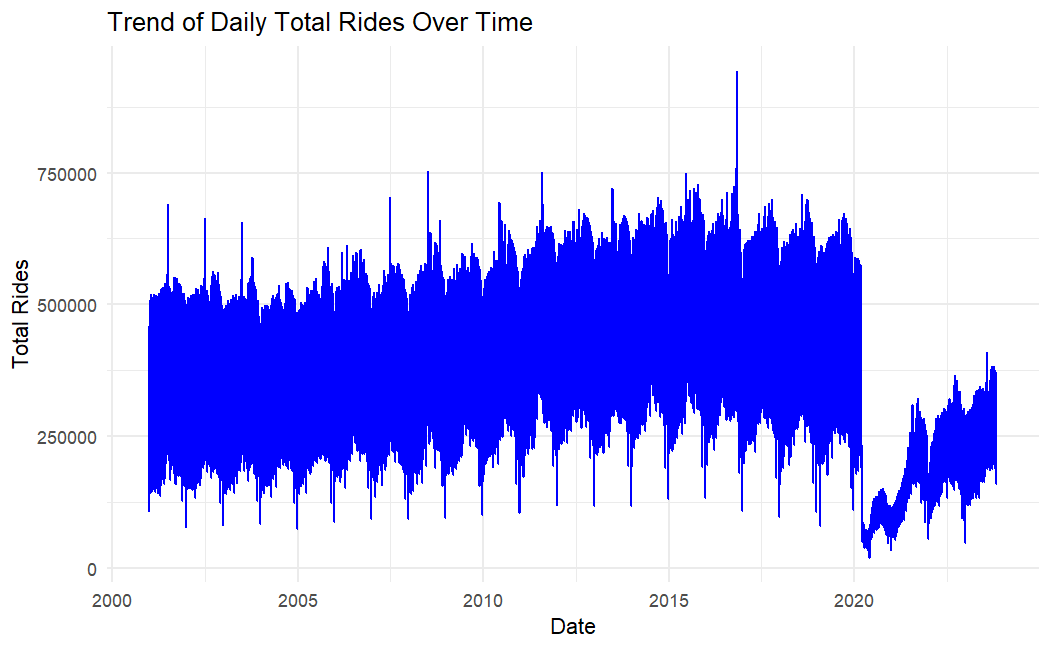 Trend of Daily Total Rides Over Time
Total Rides
750000
500000
250000
0
2000 2005 2010 2015 2020
Date